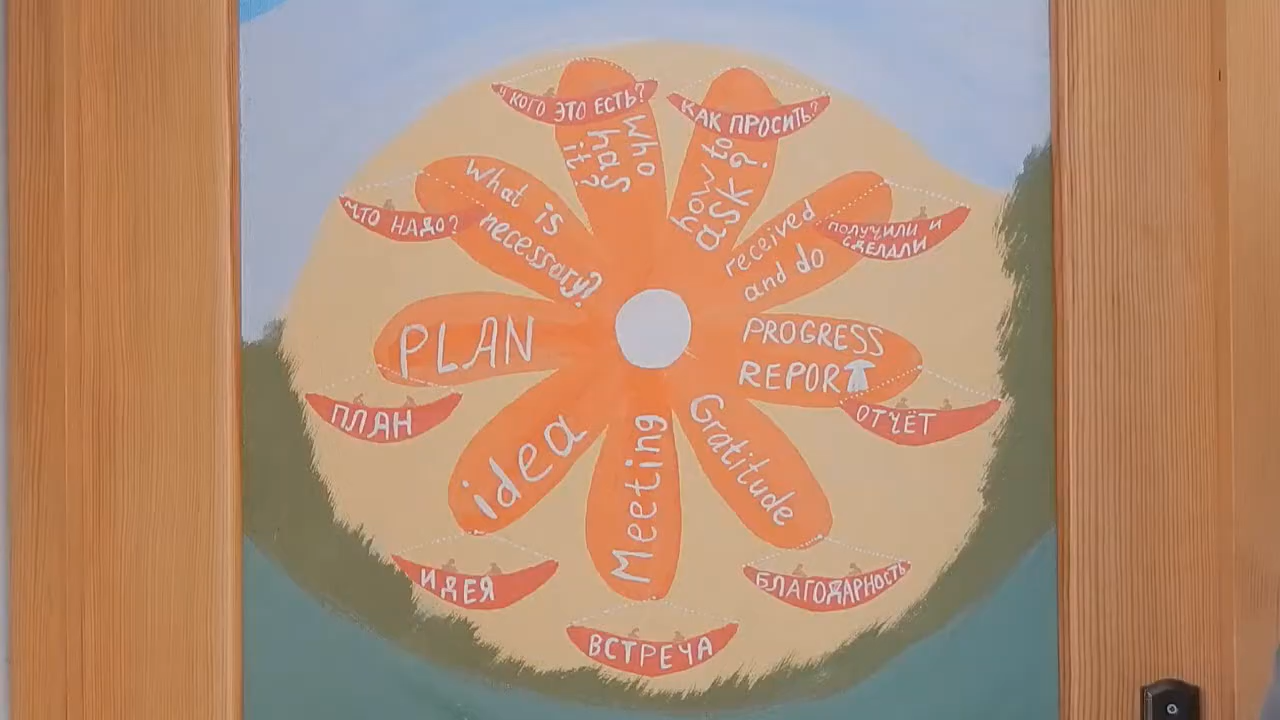 У КОГО ЭТО ЕСТЬ?
who
has
it?
КАК ПРОСИТЬ?
how to
ask?
ЧТО НАДО?
What is
necessary?
received
and do
ПОЛУЧИЛИ И
СДЕЛАЛИ
PLAN
ПЛАН
PROGRESS
REPORT
ОТЧЁТ
idea
ИДЕЯ
Meeting
ВСТРЕЧА
Gratitude
БЛАГОДАРНОСТЬ